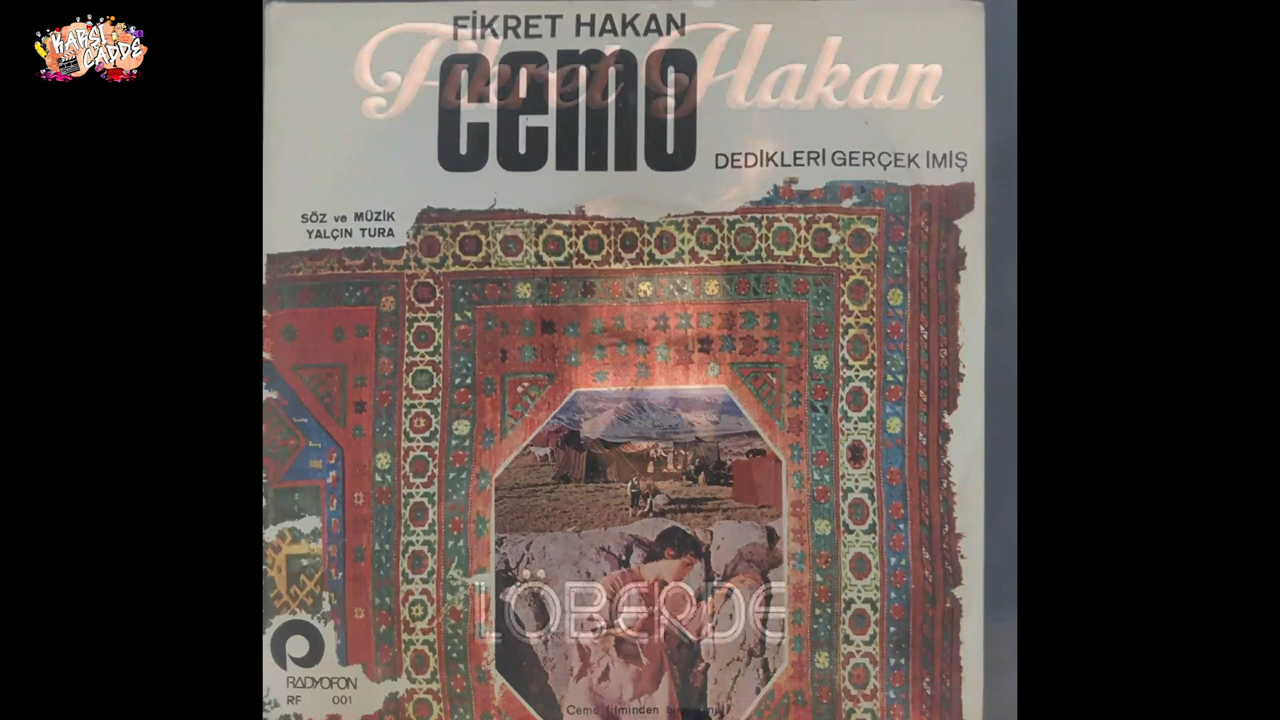 KARŞI
CADDE
FİKRET HAKAN
Fikret Hakan
cemo
DEDİKLERİ GERÇEK İMİŞ
SÖZ ve MÜZİK
YALÇIN TURA
LÖBERDE
RADYOFON
RF 001
Cemo filminden